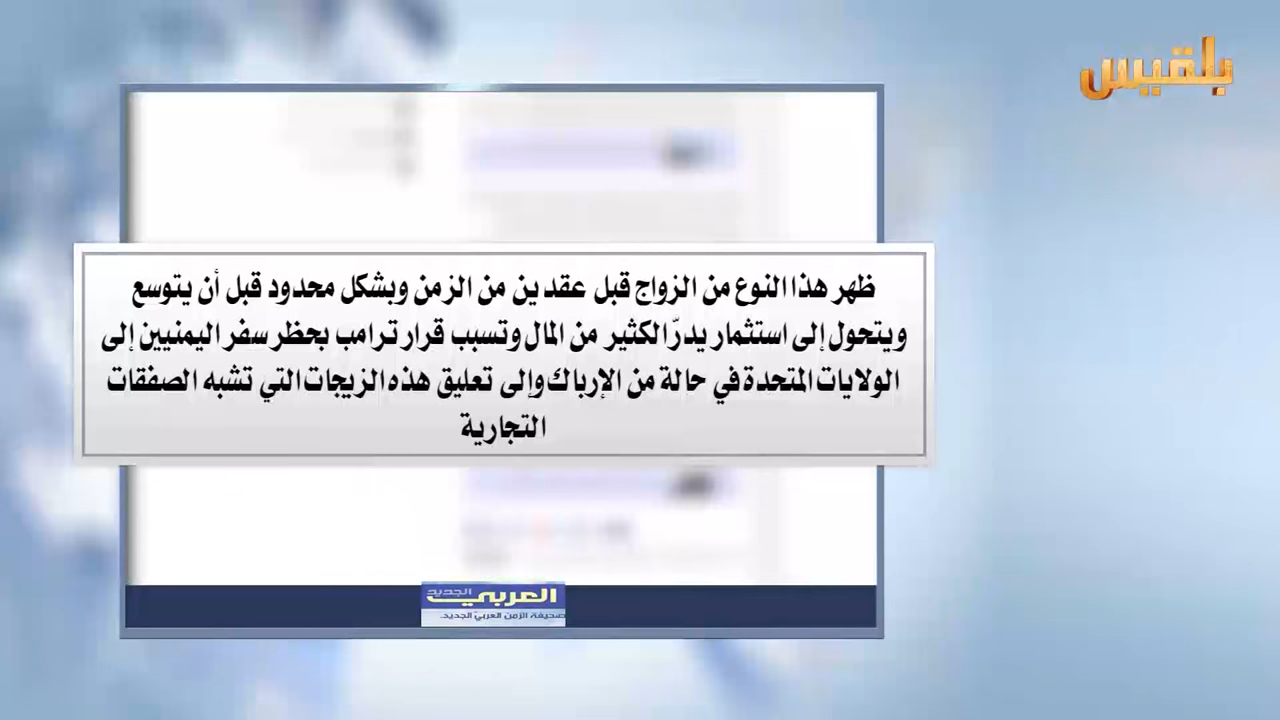 بلقيس
ظهر هذا النوع من الزواج قبل عقدين من الزمن وبشكل محدود قبل أن يتوسع
ويتحول إلى استثمار يدرّ الكثير من المال وتسبب قرار ترامب بحظر سفر اليمنيين إلى
الولايات المتحدة في حالة من الإرباك وإلى تعليق هذه الزيجات التي تشبه الصفقات
التجارية
العربي الجديد
صحيفة الزمن العربي الجديد.